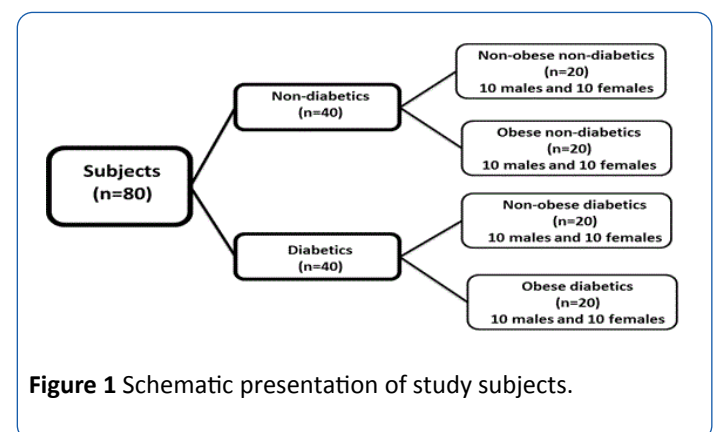 Subjects
(n=80)
Non-diabetics
(n=40)
Diabetics
(n=40)
Non-obese non-diabetics
(n=20)
10 males and 10 females
Obese non-diabetics
(n=20)
10 males and 10 females
Non-obese diabetics
(n=20)
10 males and 10 females
Obese diabetics
(n=20)
10 males and 10 females
Figure 1 Schematic presentation of study subjects.